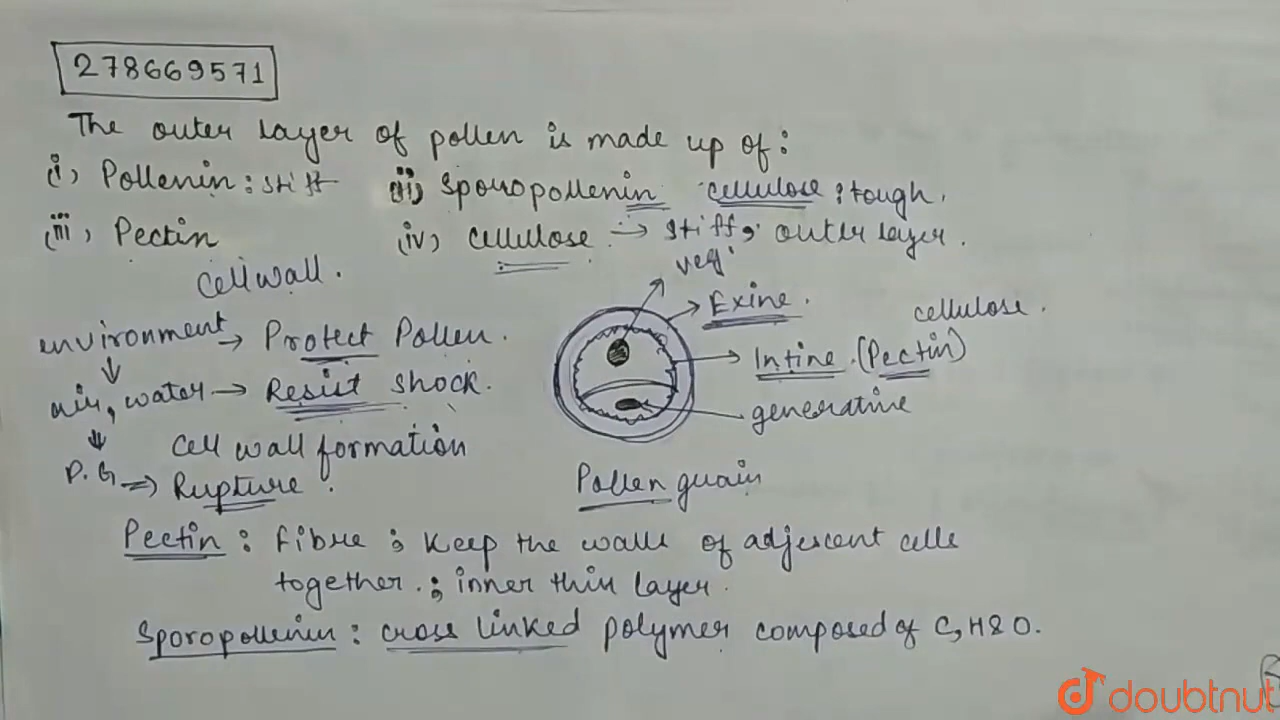 278669571
The outer layer of pollen is made up of:
(i), Pollenin: stiff (ii) Sporopollenin cellulose: tough.
(iii), Pectin (iv) cellulose → stiff, outer layer.
cell wall. veg'
environment → Protect Pollen. Exine. cellulose.
air, water → Resist shock. Intine. (Pectin)
cell wall formation generative
P.G ⇒ Rupture. Pollen grain
Pectin: fibre; keep the walls of adjescent cells
together.; inner thin layer.
Sporopollenin: cross linked polymer composed of C, H & O.
doubtnut